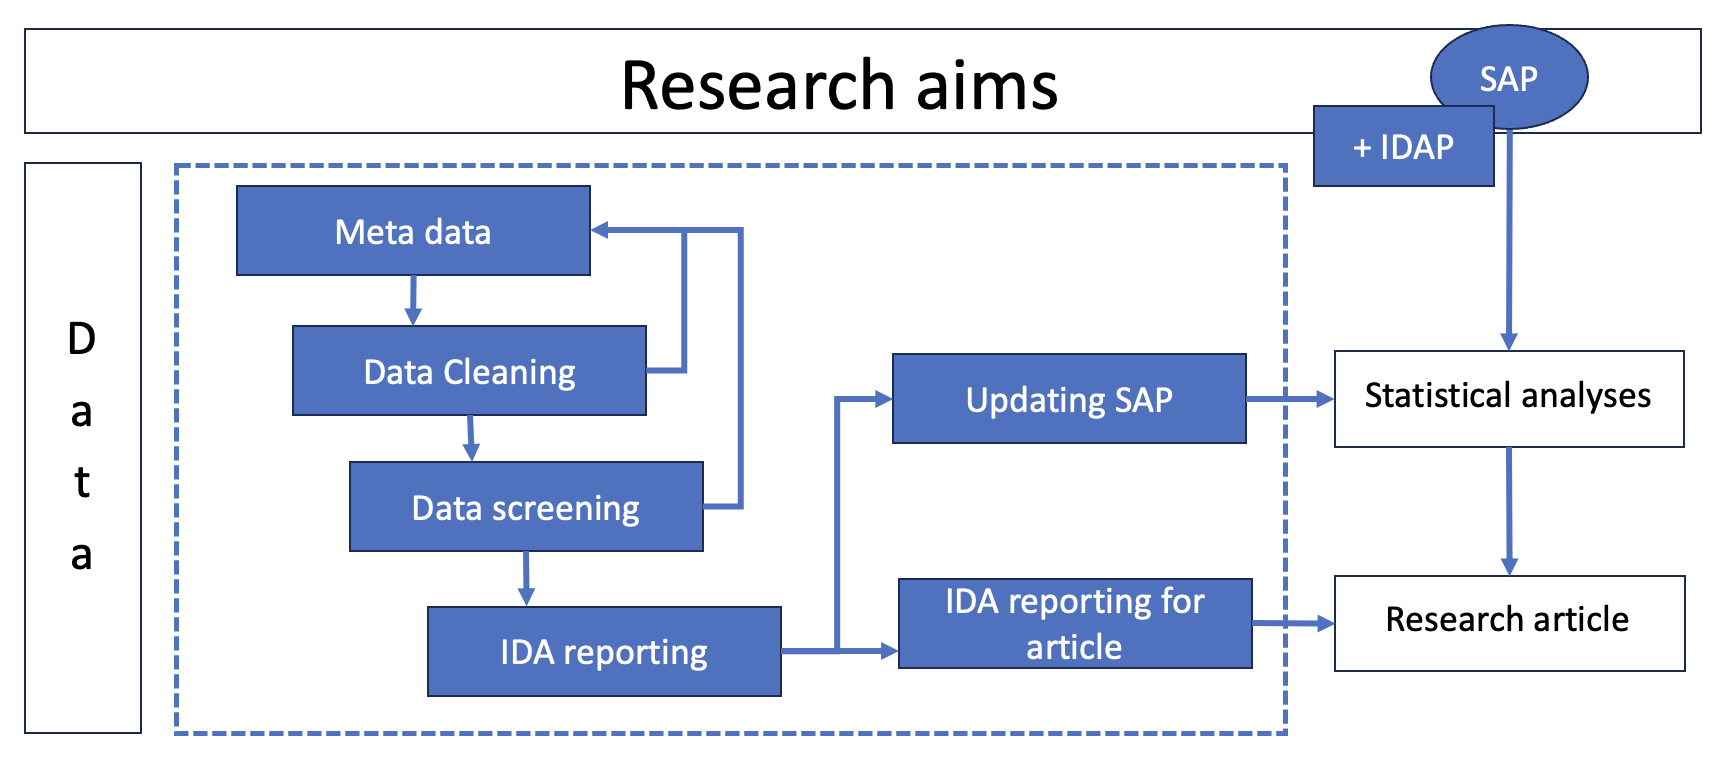 Research aims
SAP
+ IDAP
D
a
t
a
Meta data
Data Cleaning
Data screening
IDA reporting
Updating SAP
IDA reporting for
article
Statistical analyses
Research article